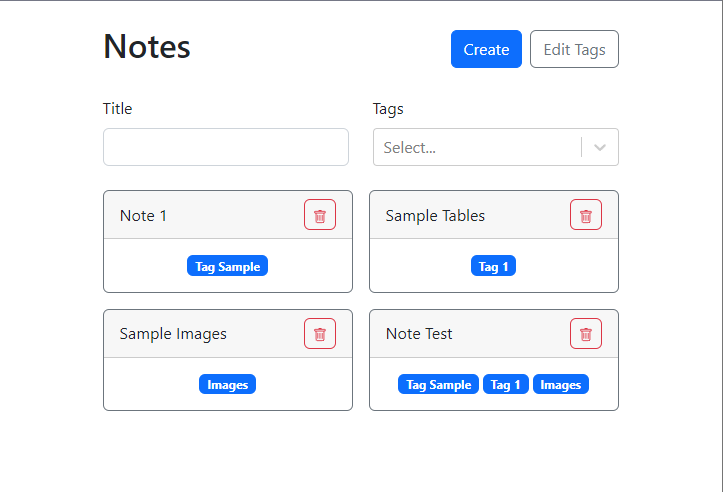 Notes
Create Edit Tags
Title Tags
Select...
Note 1 Sample Tables
Tag Sample Tag 1
Sample Images Note Test
Images Tag Sample Tag 1 Images